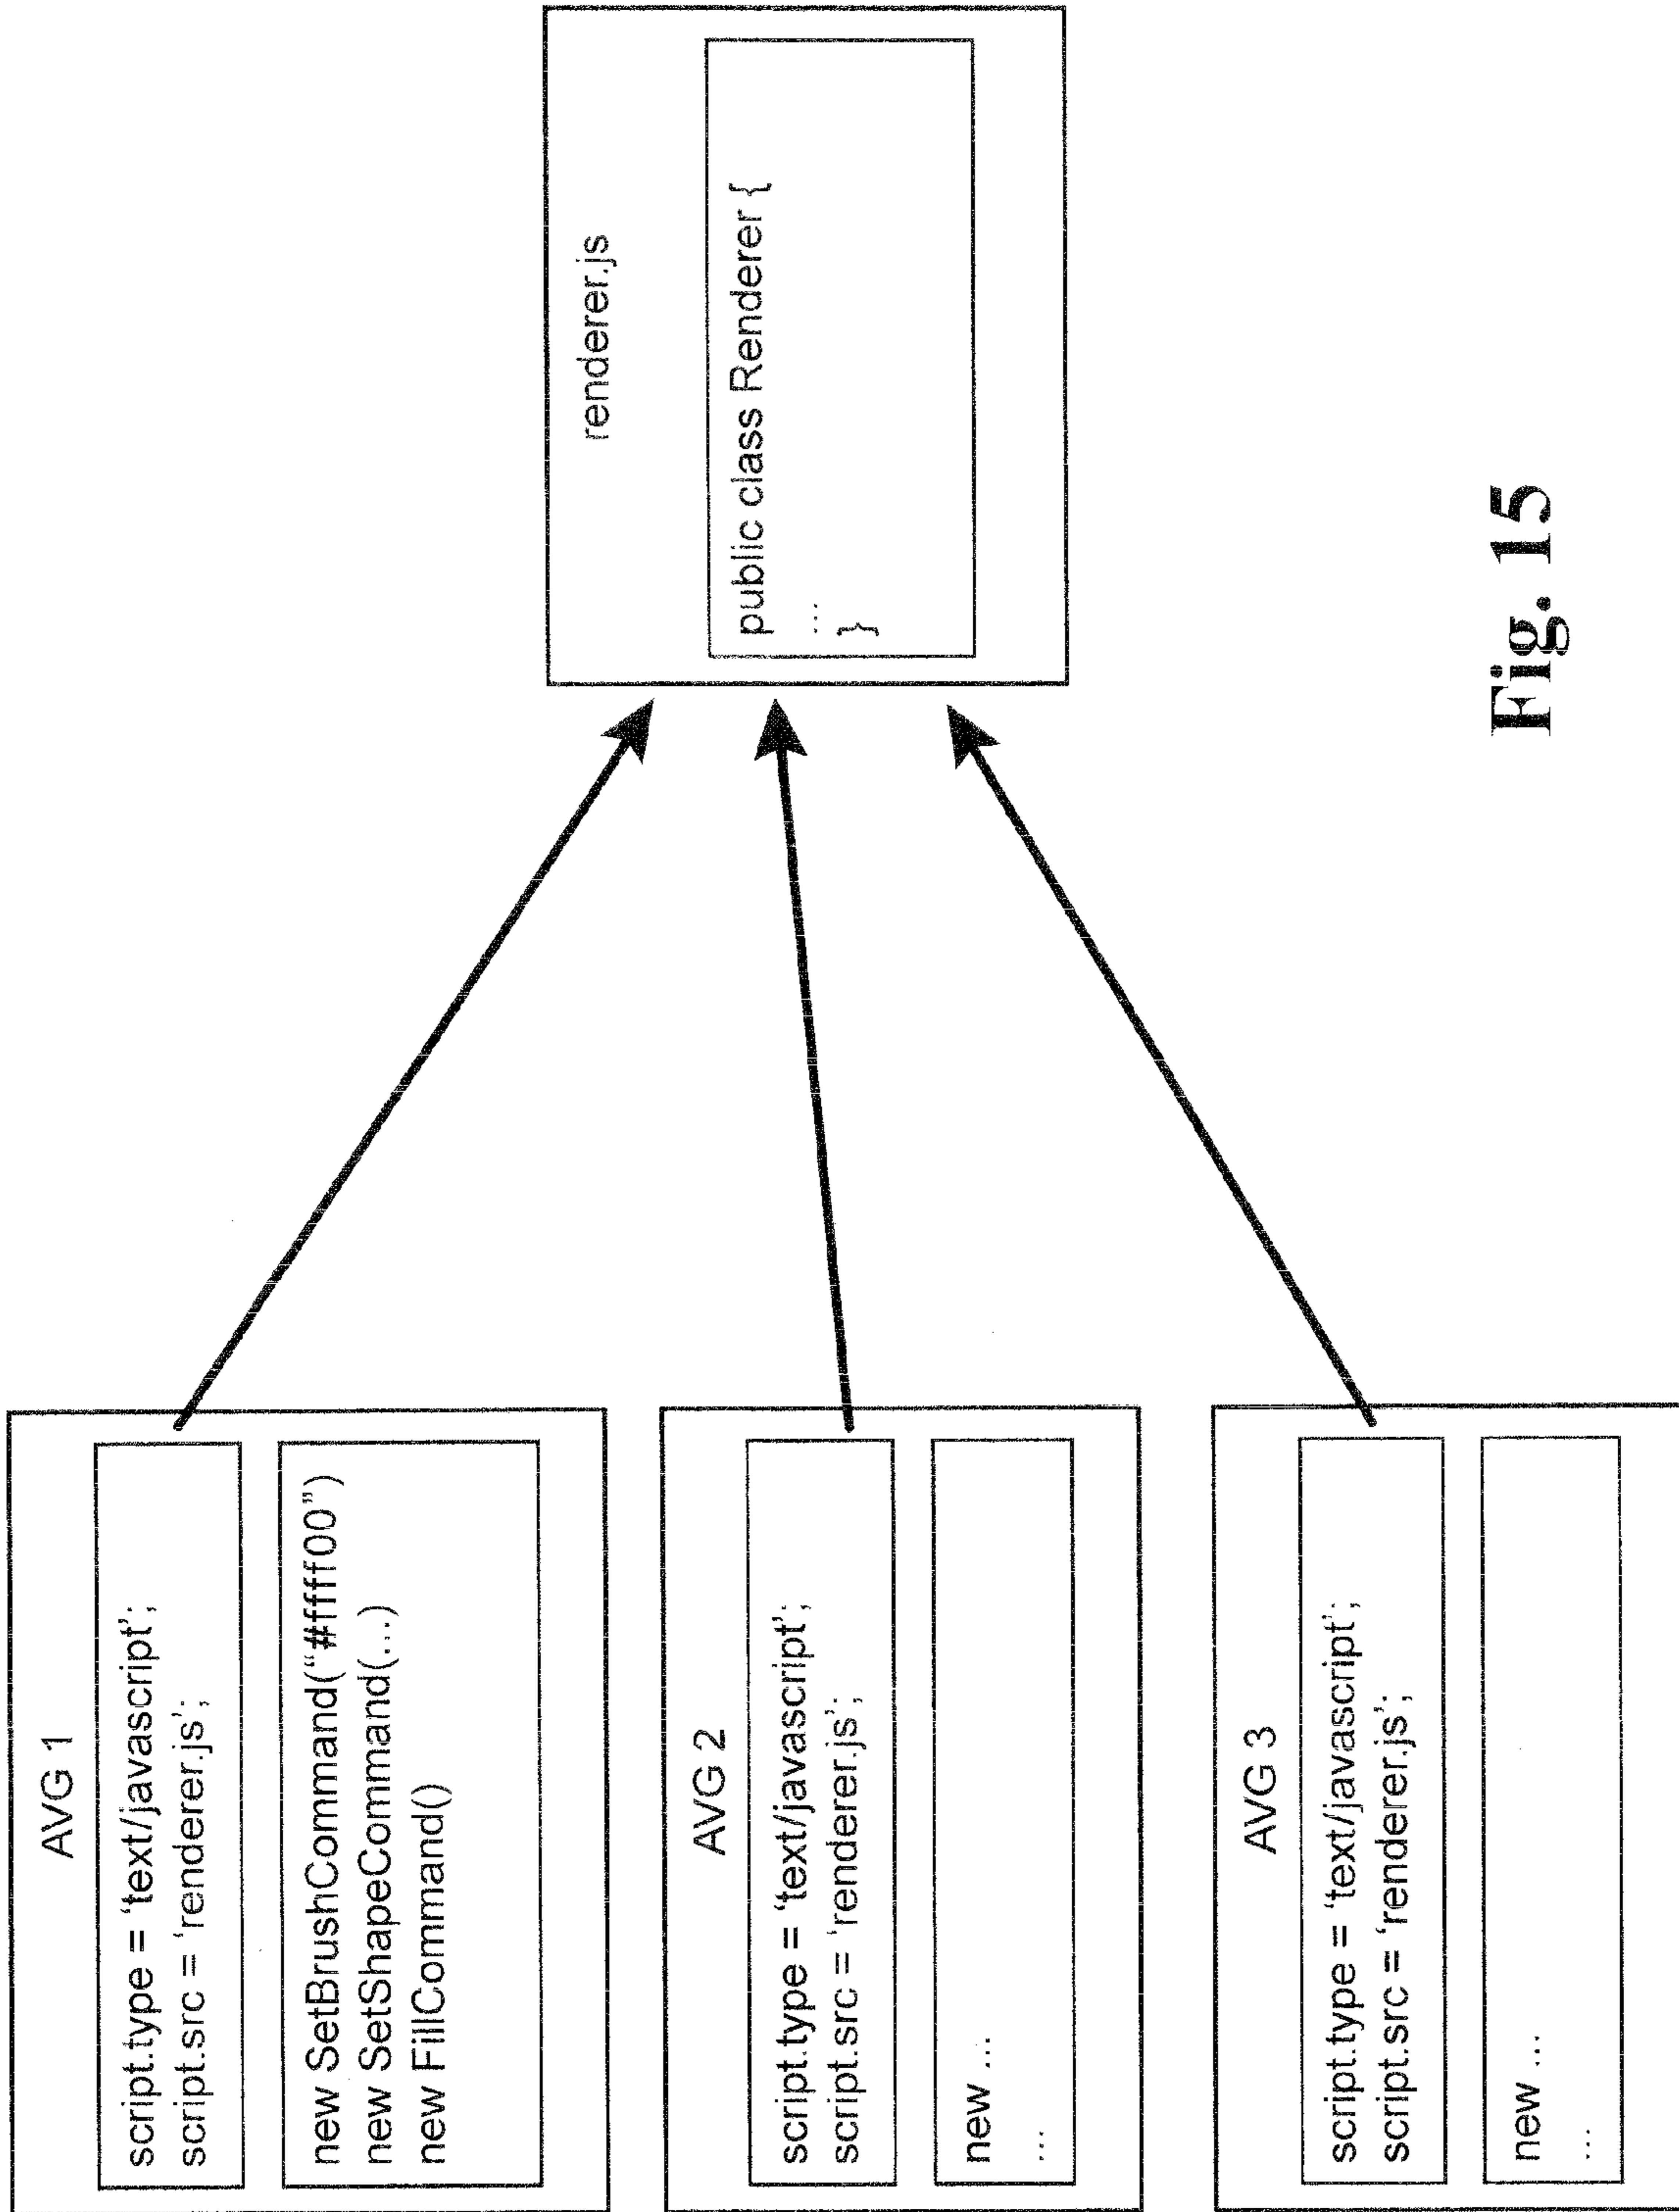 AVG 1
script.type = ‘text/javascript’;
script.src = ‘renderer.js’;
new SetBrushCommand(“#ffff00”)
new SetShapeCommand(...)
new FillCommand()
AVG 2
script.type = ‘text/javascript’;
script.src = ‘renderer.js’;
new ...
...
AVG 3
script.type = ‘text/javascript’;
script.src = ‘renderer.js’;
new ...
...
renderer.js
public class Renderer {
...
}
Fig. 15